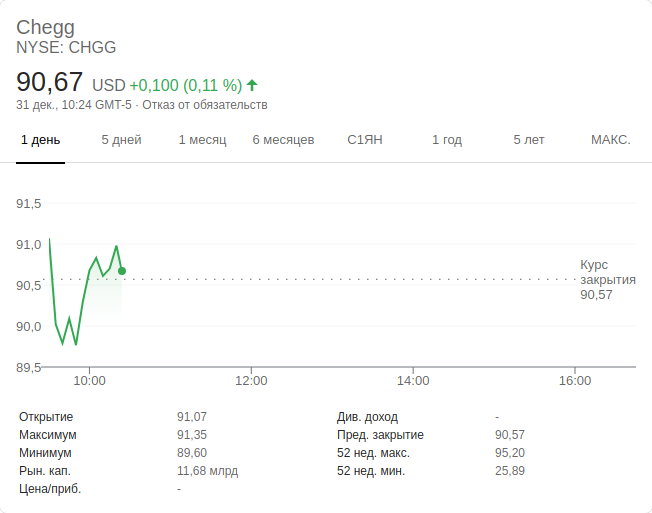 Chegg
NYSE: CHGG
90,67 USD +0,100 (0,11 %)
31 дек., 10:24 GMT-5 · Отказ от обязательств
1 день 5 дней 1 месяц 6 месяцев С1ЯН 1 год 5 лет МАКС.
91,5
91,0
Курс
закрытия
90,57
90,5
90,0
89,5
10:00 12:00 14:00 16:00
Открытие 91,07 Див. доход -
Максимум 91,35 Пред. закрытие 90,57
Минимум 89,60 52 нед. макс. 95,20
Рын. кап. 11,68 млрд 52 нед. мин. 25,89
Цена/приб. -